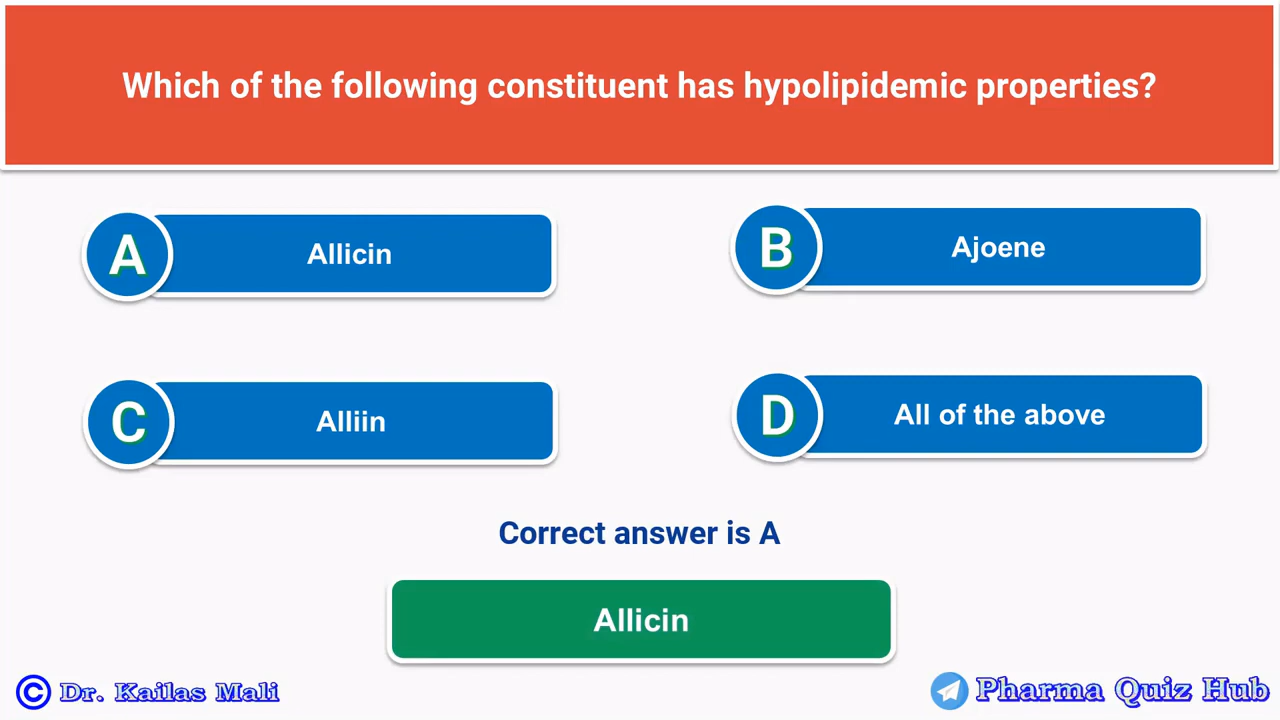 Which of the following constituent has hypolipidemic properties?
A Allicin
B Ajoene
C Alliin
D All of the above
Correct answer is A
Allicin
© Dr. Kailas Mali
Pharma Quiz Hub